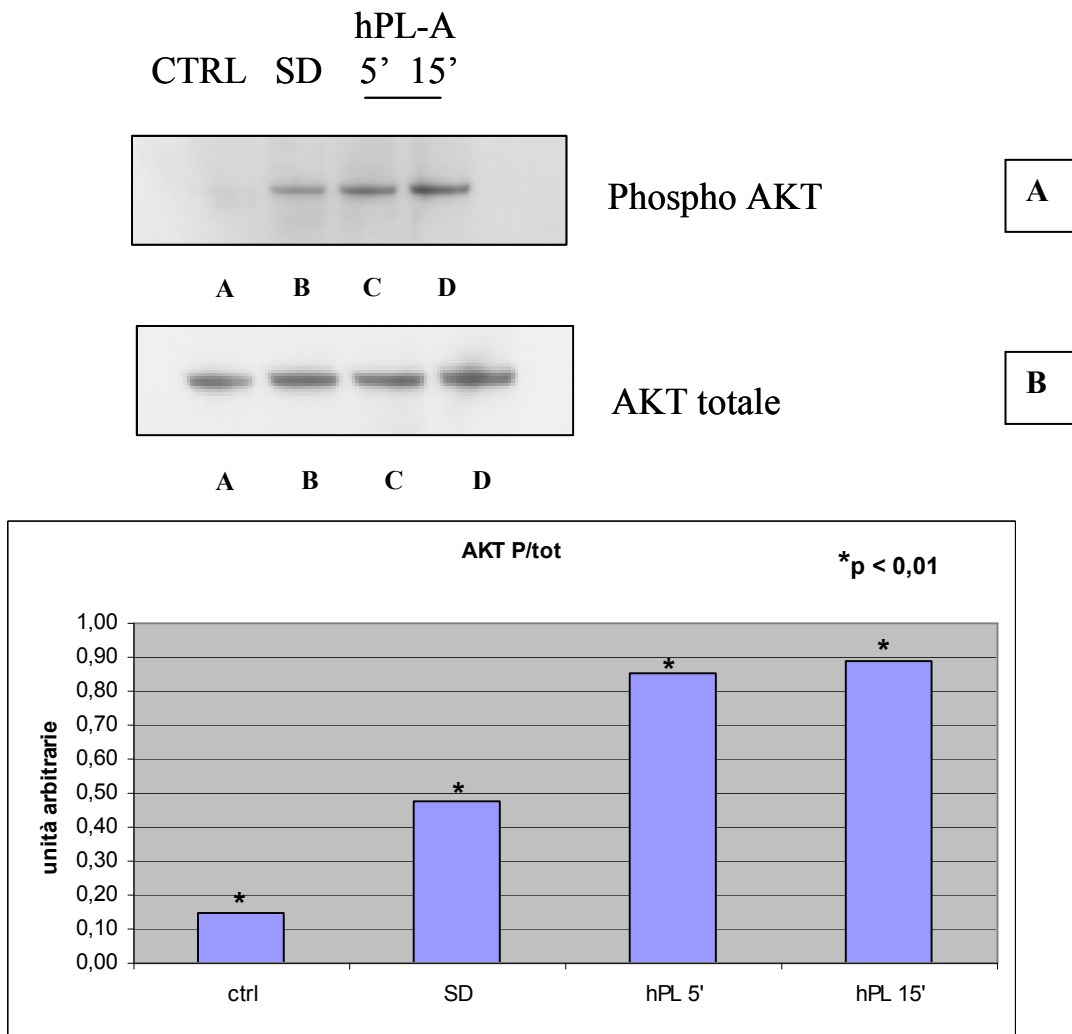 hPL-A
CTRL SD 5’ 15’
Phospho AKT
A
A B C D
AKT totale
B
A B C D
AKT P/tot
*p < 0,01
unità arbitrarie
1,00
0,90
0,80
0,70
0,60
0,50
0,40
0,30
0,20
0,10
0,00
*
*
*
*
ctrl SD hPL 5' hPL 15'